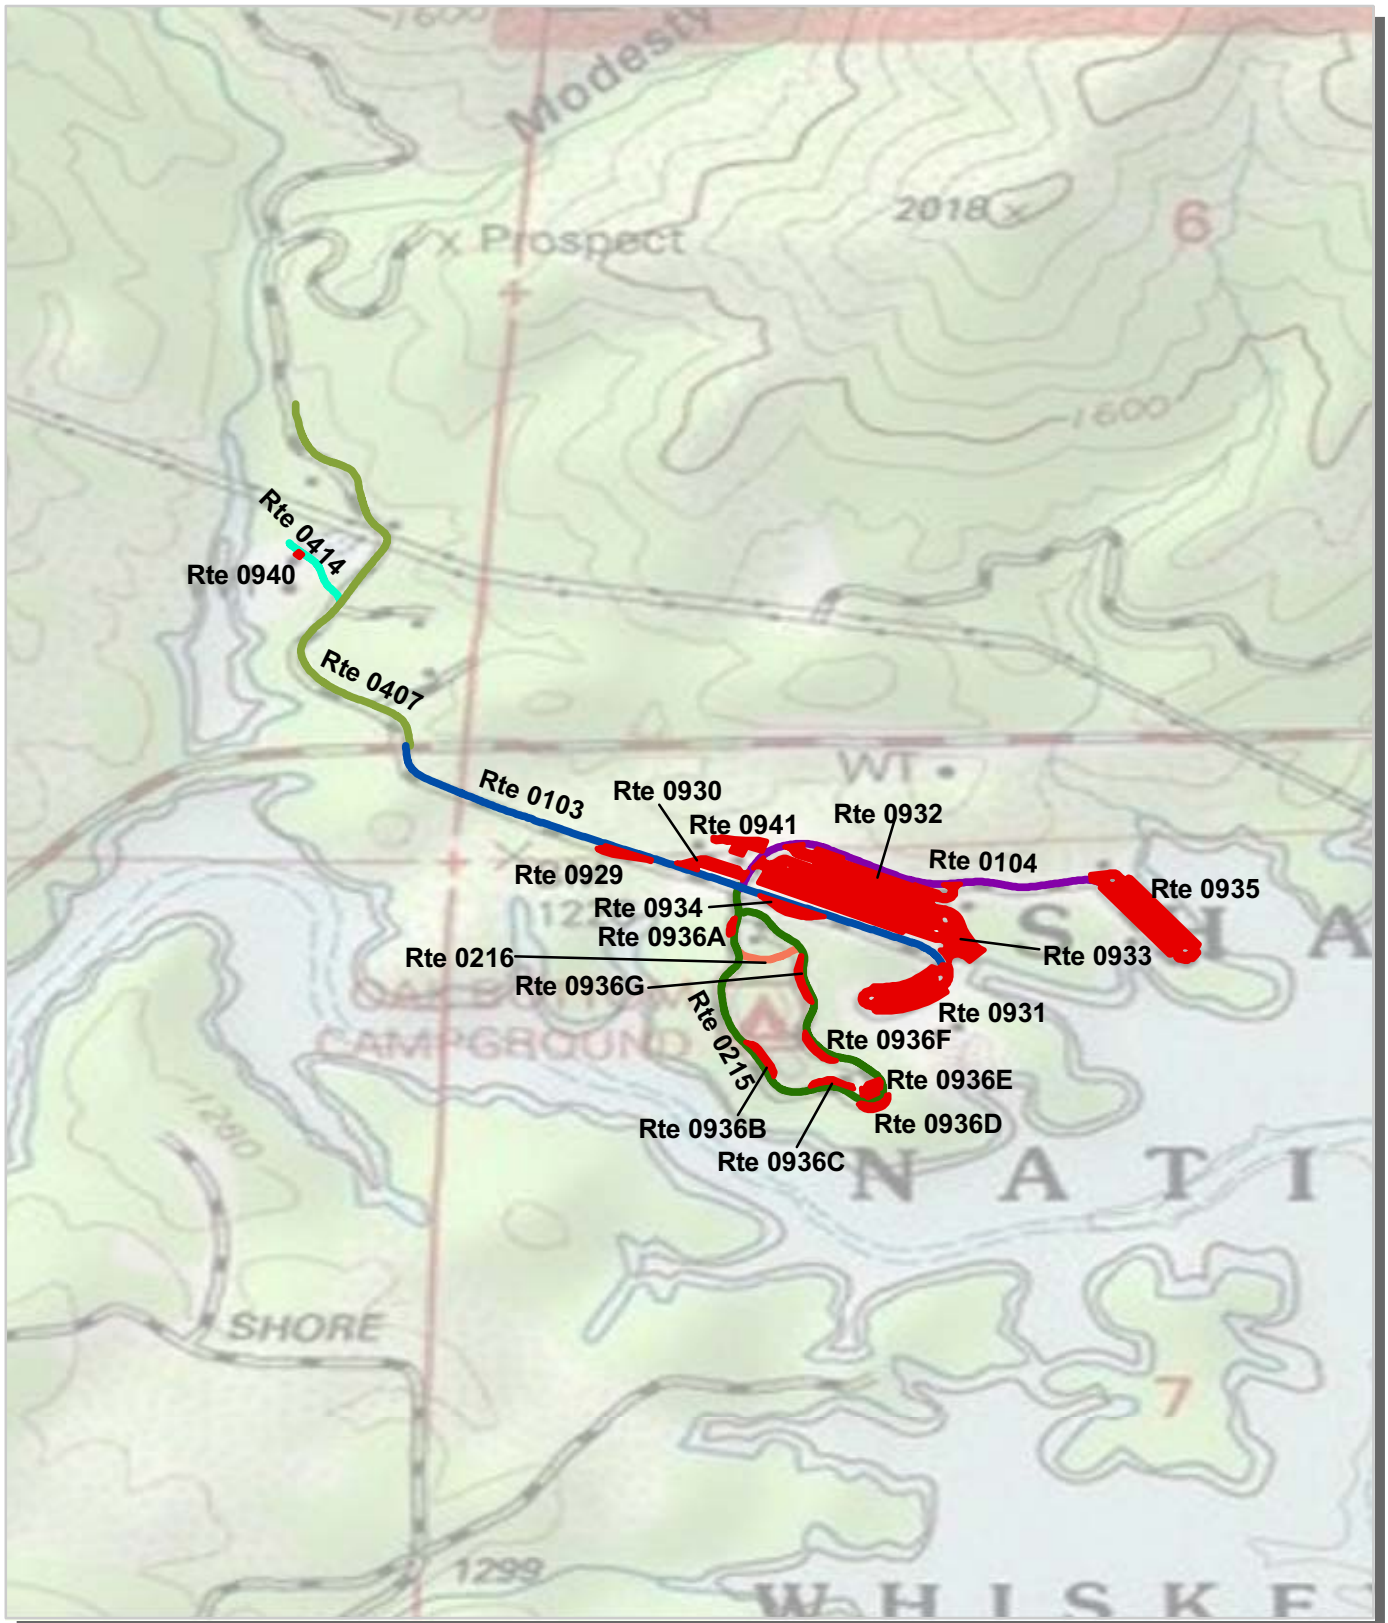 1600
Modesty
2018 x
6
x Prospect
1600
Rte 0414
Rte 0940
Rte 0407
WT
Rte 0103
Rte 0930
Rte 0941
Rte 0932
Rte 0104
Rte 0929
Rte 0935
Rte 0934
S H A
Rte 0936A
Rte 0216
Rte 0933
Rte 0936G
Rte 0215
Rte 0931
CAMPGROUND
Rte 0936F
Rte 0936E
Rte 0936B
Rte 0936D
Rte 0936C
N A T I
SHORE
7
1299
W H I S K E